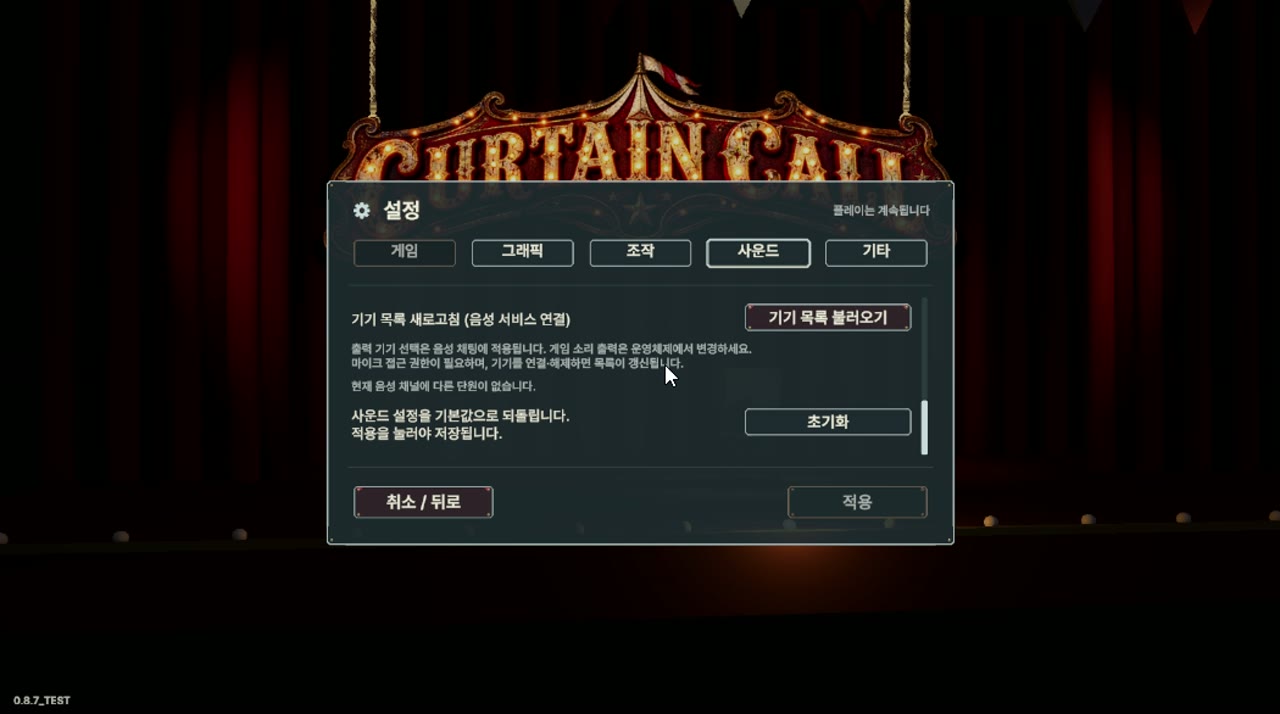 CURTAIN CALL
설정
플레이는 계속됩니다
게임
그래픽
조작
사운드
기타
기기 목록 새로고침 (음성 서비스 연결)
기기 목록 불러오기
출력 기기 선택은 음성 채팅에 적용됩니다. 게임 소리 출력은 운영체제에서 변경하세요.
마이크 접근 권한이 필요하며, 기기를 연결·해제하면 목록이 갱신됩니다.
현재 음성 채널에 다른 단원이 없습니다.
사운드 설정을 기본값으로 되돌립니다.
적용을 눌러야 저장됩니다.
초기화
취소 / 뒤로
적용
0.8.7_TEST